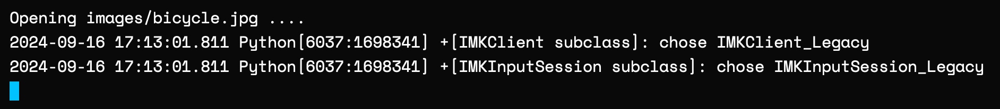 Opening images/bicycle.jpg ....
2024-09-16 17:13:01.811 Python[6037:1698341] +[IMKClient subclass]: chose IMKClient_Legacy
2024-09-16 17:13:01.811 Python[6037:1698341] +[IMKInputSession subclass]: chose IMKInputSession_Legacy